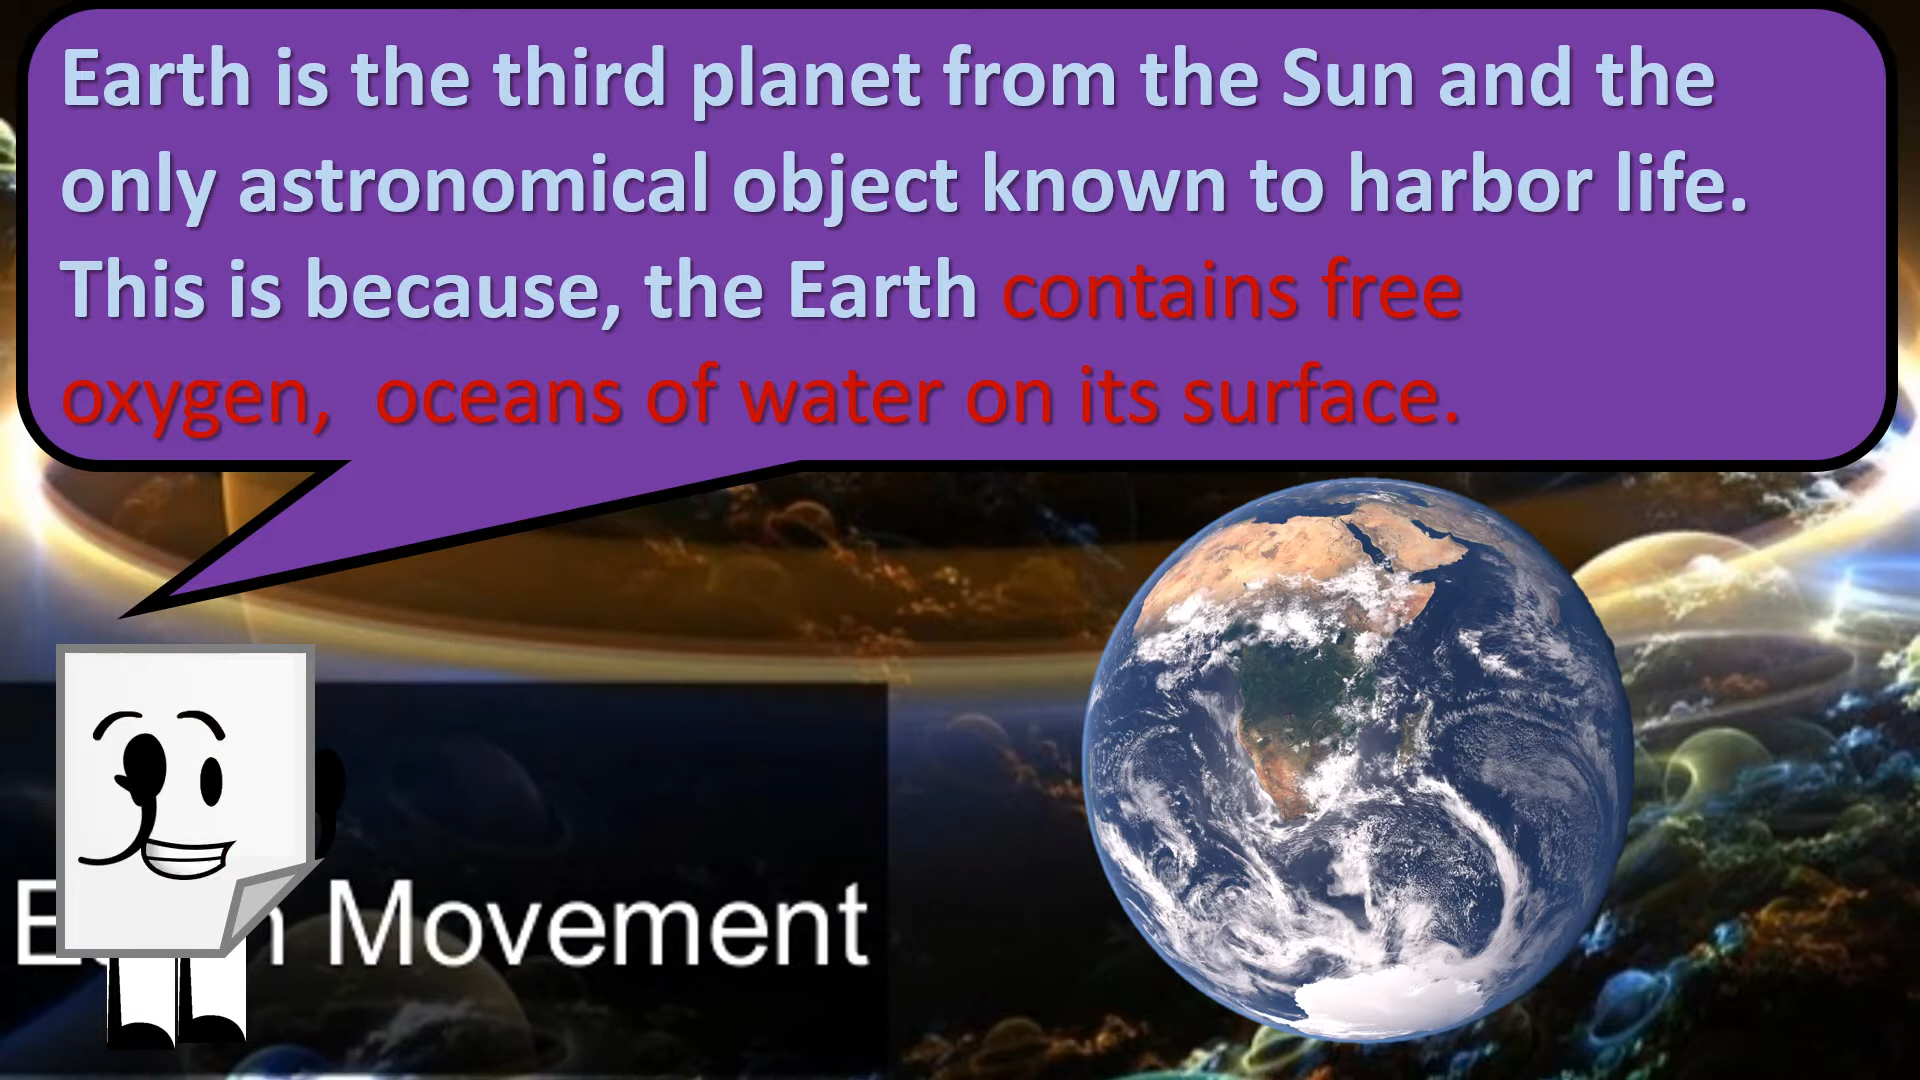 Earth is the third planet from the Sun and the
only astronomical object known to harbor life.
This is because, the Earth contains free
oxygen,  oceans of water on its surface.
Movement